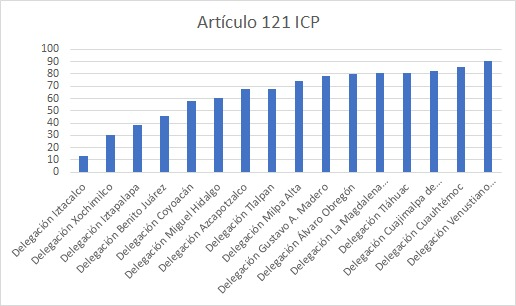 Artículo 121 ICP
100
90
80
70
60
50
40
30
20
10
0
Delegación Iztacalco
Delegación Xochimilco
Delegación Iztapalapa
Delegación Benito Juárez
Delegación Coyoacán
Delegación Miguel Hidalgo
Delegación Azcapotzalco
Delegación Tlalpan
Delegación Milpa Alta
Delegación Gustavo A. Madero
Delegación Álvaro Obregón
Delegación La Magdalena...
Delegación Tláhuac
Delegación Cuajimalpa de...
Delegación Cuauhtémoc
Delegación Venustiano...